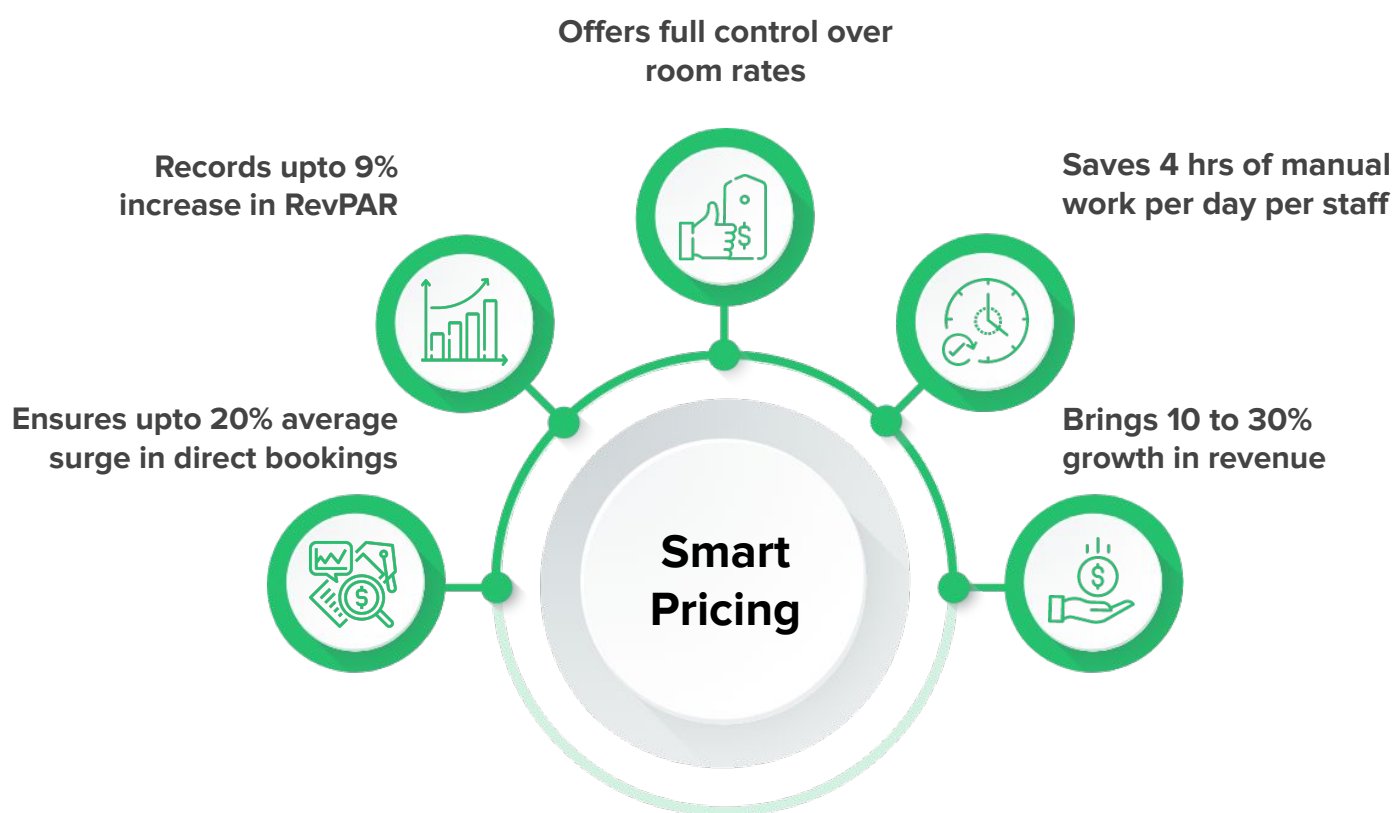 Offers full control over
room rates
Records upto 9%
increase in RevPAR
Saves 4 hrs of manual
work per day per staff
Ensures upto 20% average
surge in direct bookings
Brings 10 to 30%
growth in revenue
Smart
Pricing
$
$
$